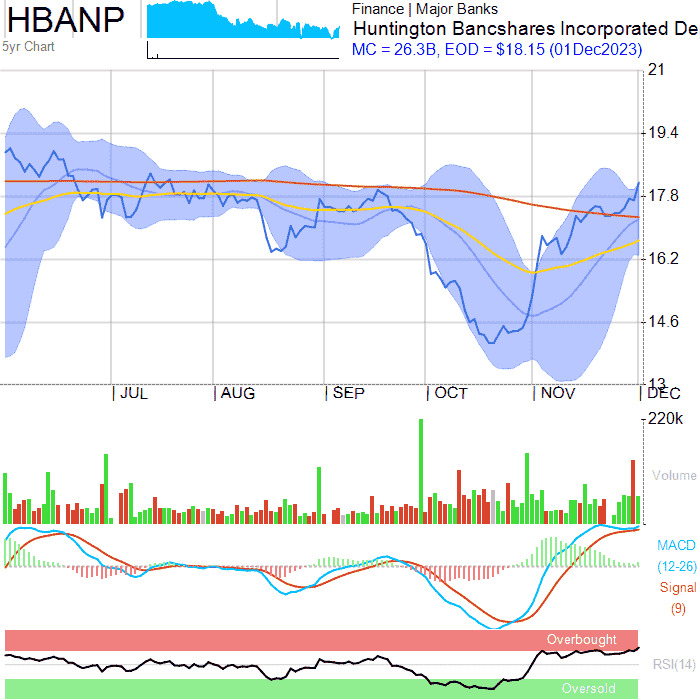 HBANP
5yr Chart
Finance | Major Banks
Huntington Bancshares Incorporated De
MC = 26.3B, EOD = $18.15 (01Dec2023)
21
19.4
17.8
16.2
14.6
13
JUL
AUG
SEP
OCT
NOV
DEC
220k
Volume
MACD
(12-26)
Signal
(9)
Overbought
RSI(14)
Oversold